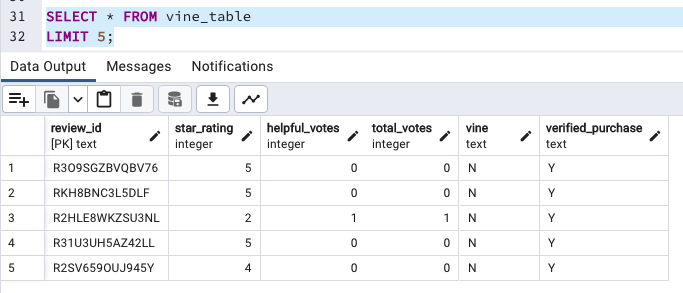 31 SELECT * FROM vine_table
32 LIMIT 5;
Data Output Messages Notifications
review_id star_rating helpful_votes total_votes vine verified_purchase
[PK] text integer integer integer text text
1 R3O9SGZBVQBV76 5 0 0 N Y
2 RKH8BNC3L5DLF 5 0 0 N Y
3 R2HLE8WKZSU3NL 2 1 1 N Y
4 R31U3UH5AZ42LL 5 0 0 N Y
5 R2SV659OUJ945Y 4 0 0 N Y